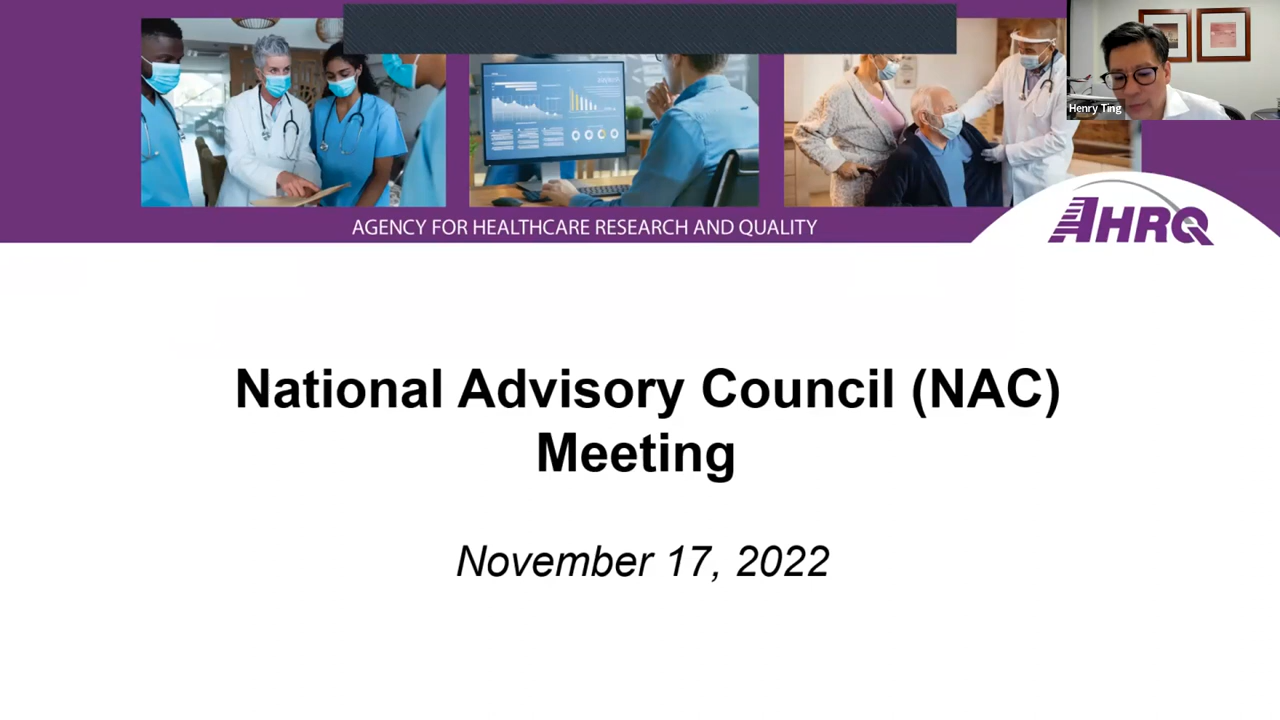 Henry Ting
AGENCY FOR HEALTHCARE RESEARCH AND QUALITY
AHRQ
National Advisory Council (NAC)
Meeting
November 17, 2022